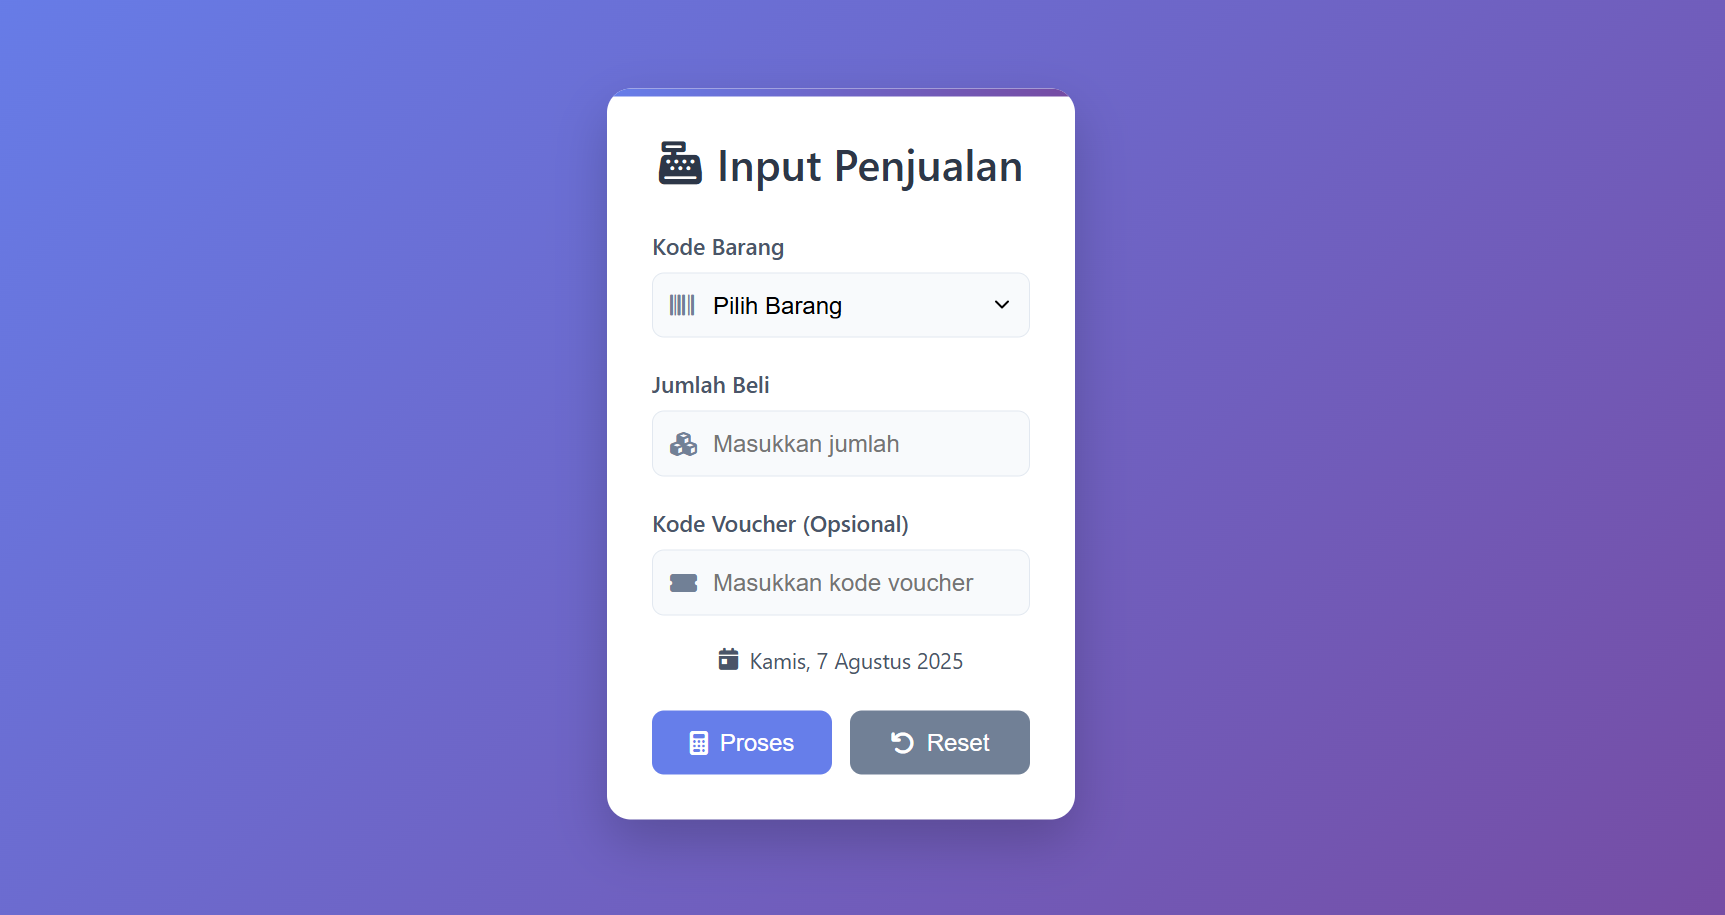 Input Penjualan
Kode Barang
Pilih Barang
Jumlah Beli
Masukkan jumlah
Kode Voucher (Opsional)
Masukkan kode voucher
Kamis, 7 Agustus 2025
Proses
Reset